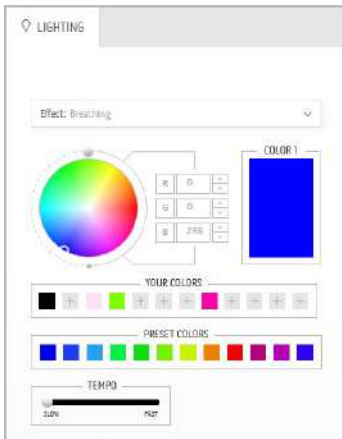 LIGHTING
Effect: Breathing
COLOR 1
R 0
G 0
B 255
YOUR COLORS
PRESET COLORS
TEMPO
SLOW FAST